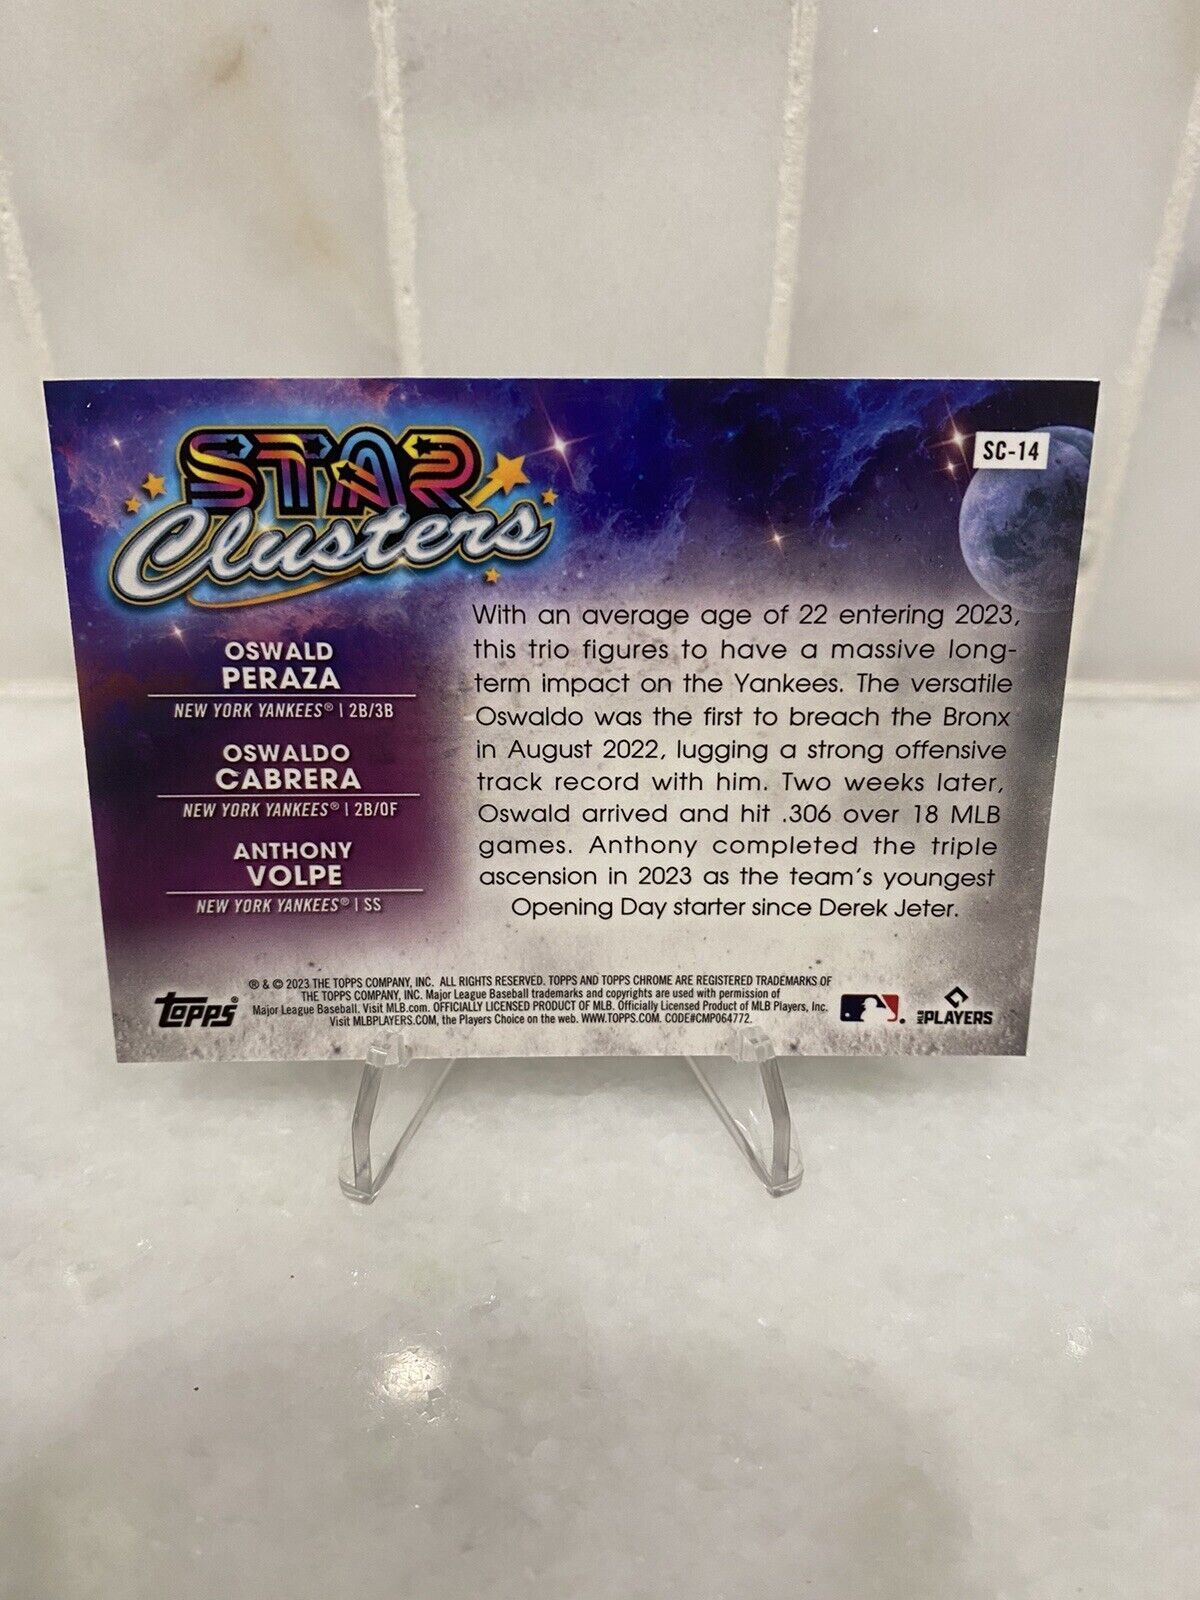 STAR
Clusters
SC-14
OSWALD
PERAZA
NEW YORK YANKEES® | 2B/3B
OSWALDO
CABRERA
NEW YORK YANKEES® | 2B/OF
ANTHONY
VOLPE
NEW YORK YANKEES® | SS
With an average age of 22 entering 2023,
this trio figures to have a massive long-
term impact on the Yankees. The versatile
Oswaldo was the first to breach the Bronx
in August 2022, lugging a strong offensive
track record with him. Two weeks later,
Oswald arrived and hit .306 over 18 MLB
games. Anthony completed the triple
ascension in 2023 as the team's youngest
Opening Day starter since Derek Jeter.
topps®
® & © 2023 THE TOPPS COMPANY, INC. ALL RIGHTS RESERVED. TOPPS AND TOPPS CHROME ARE REGISTERED TRADEMARKS OF
THE TOPPS COMPANY, INC. Major League Baseball trademarks and copyrights are used with permission of
Major League Baseball. Visit MLB.com. OFFICIALLY LICENSED PRODUCT OF MLB. Officially Licensed Product of MLB Players, Inc.
Visit MLBPLAYERS.COM, the Players Choice on the web. WWW.TOPPS.COM. CODE#CMP064772.
MLB PLAYERS